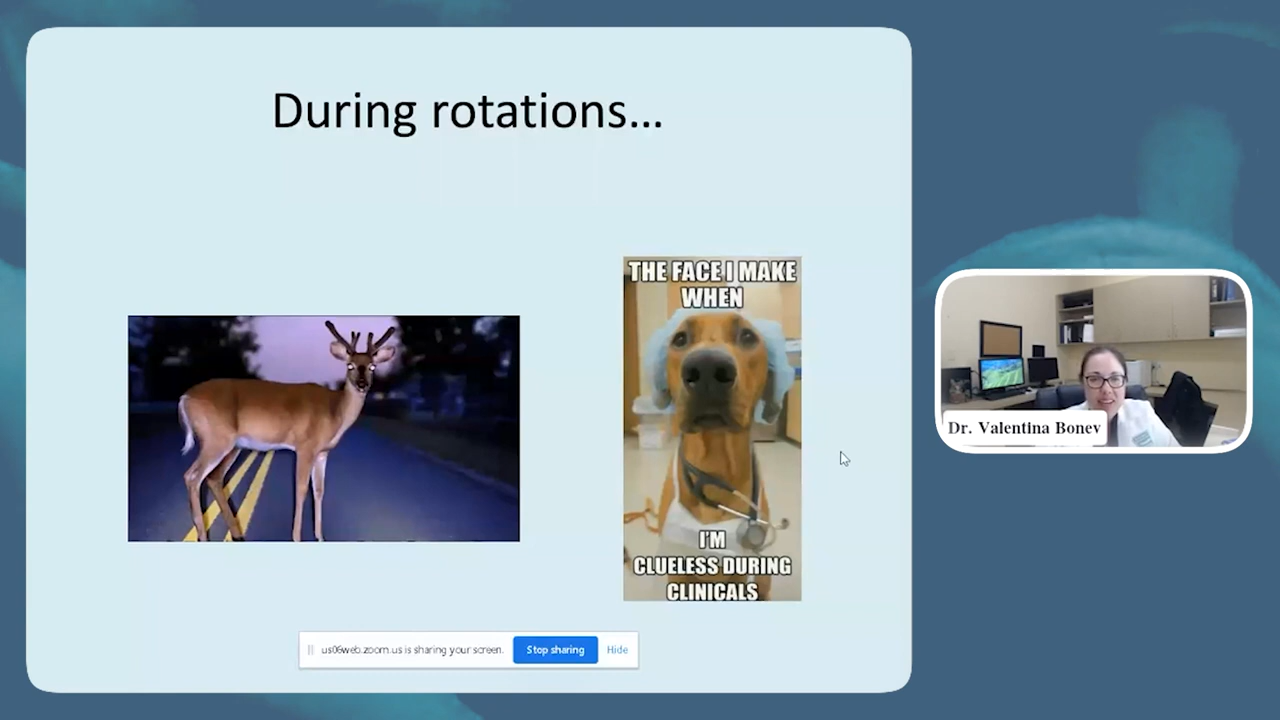 During rotations...
THE FACE I MAKE
WHEN
I'M
CLUELESS DURING
CLINICALS
us06web.zoom.us is sharing your screen.
Stop sharing
Hide
Dr. Valentina Bonev